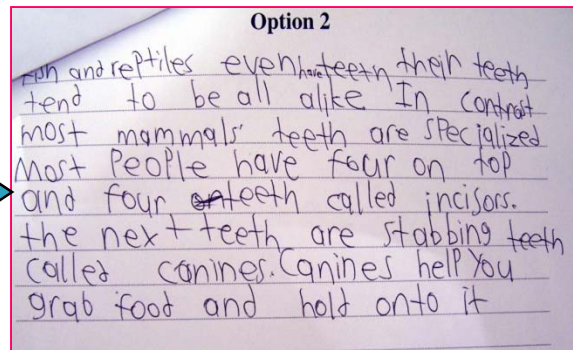 Option 2
Fish and reptiles even have teeth their teeth
tend to be all alike In contrast
most mammals' teeth are specialized
Most People have four on top
and four teeth called incisors.
the next teeth are stabbing teeth
called canines. Canines help you
grab food and hold onto it